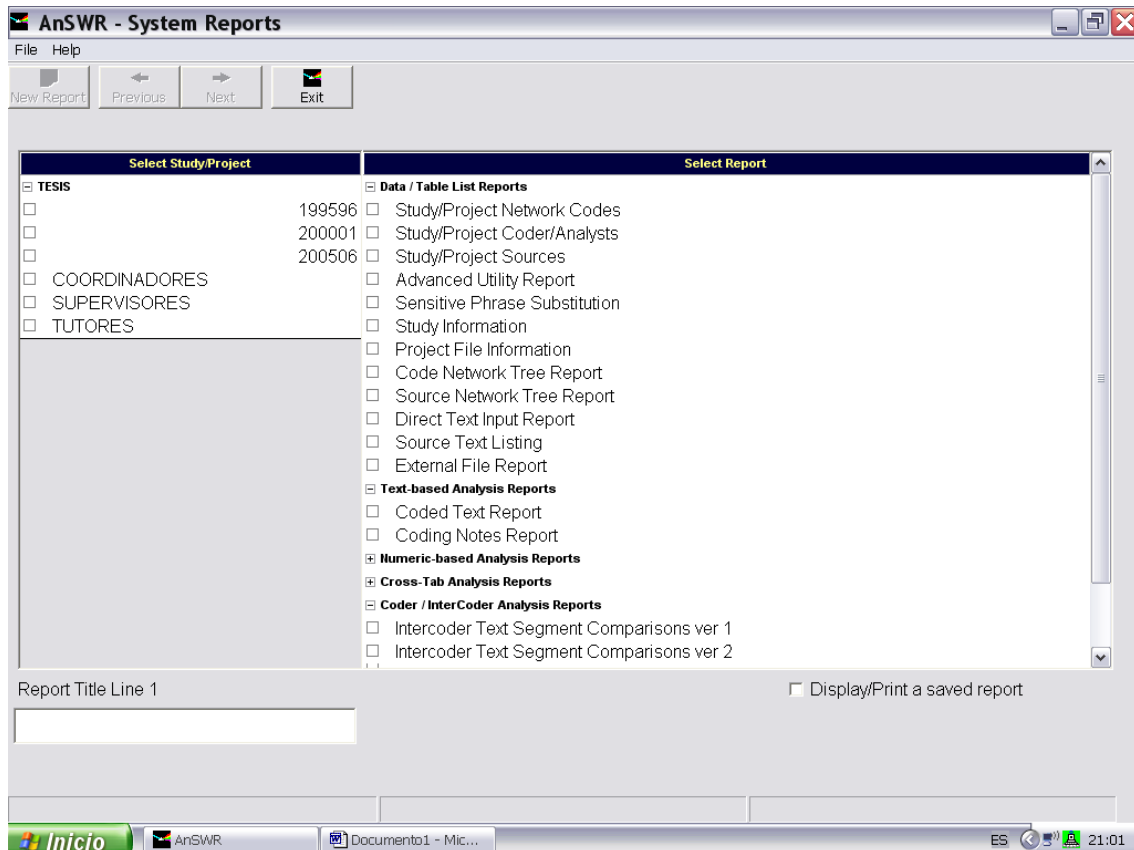 AnSWR - System Reports
File Help
New Report Previous Next Exit
Select Study/Project
TESIS
199596
200001
200506
COORDINADORES
SUPERVISORES
TUTORES
Select Report
Data / Table List Reports
Study/Project Network Codes
Study/Project Coder/Analysts
Study/Project Sources
Advanced Utility Report
Sensitive Phrase Substitution
Study Information
Project File Information
Code Network Tree Report
Source Network Tree Report
Direct Text Input Report
Source Text Listing
External File Report
Text-based Analysis Reports
Coded Text Report
Coding Notes Report
Numeric-based Analysis Reports
Cross-Tab Analysis Reports
Coder / InterCoder Analysis Reports
Intercoder Text Segment Comparisons ver 1
Intercoder Text Segment Comparisons ver 2
Report Title Line 1
Display/Print a saved report
Inicio AnSWR Documento1 - Mic... ES 21:01